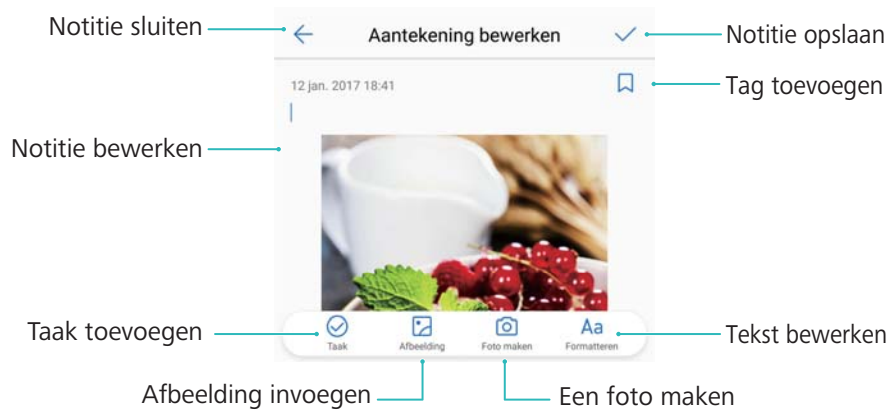 Notitie sluiten
Aantekening bewerken
Notitie opslaan
12 jan. 2017 18:41
Tag toevoegen
Notitie bewerken
Taak toevoegen
Taak
Afbeelding
Foto maken
Aa
Formatteren
Tekst bewerken
Afbeelding invoegen
Een foto maken